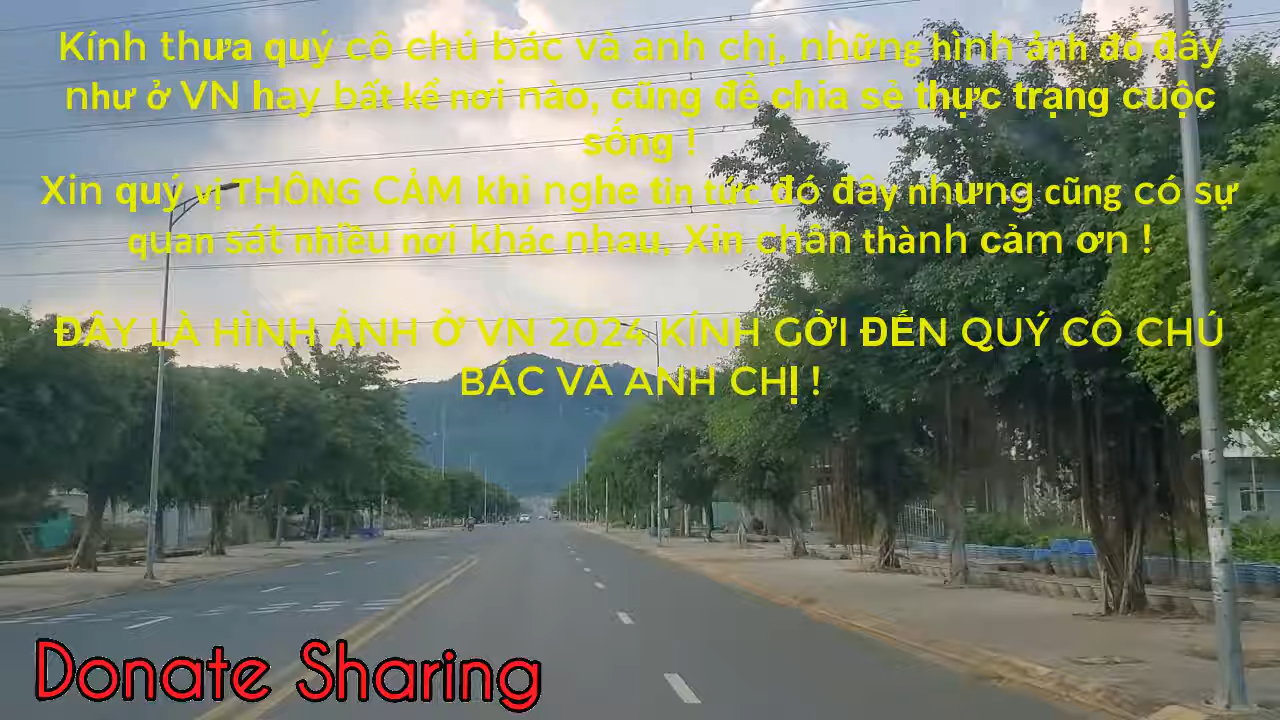 Kính thưa quý cô chú bác và anh chị, những hình ảnh đó đây
như ở VN hay bất kể nơi nào, cũng để chia sẻ thực trạng cuộc
sống !
Xin quý vị THÔNG CẢM khi nghe tin tức đó đây nhưng cũng có sự
quan sát nhiều nơi khác nhau. Xin chân thành cảm ơn !
ĐÂY LÀ HÌNH ẢNH Ở VN 2024 KÍNH GỞI ĐẾN QUÝ CÔ CHÚ
BÁC VÀ ANH CHỊ !
Donate Sharing